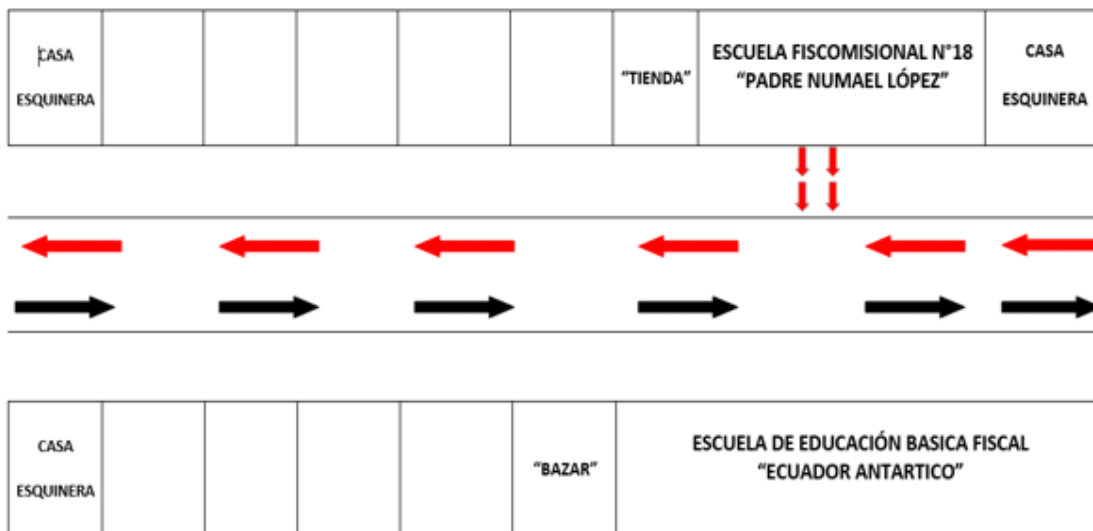 CASA
ESQUINERA
"TIENDA"
ESCUELA FISCOMISIONAL N°18
"PADRE NUMAEL LÓPEZ"
CASA
ESQUINERA
CASA
ESQUINERA
"BAZAR"
ESCUELA DE EDUCACIÓN BASICA FISCAL
"ECUADOR ANTARTICO"